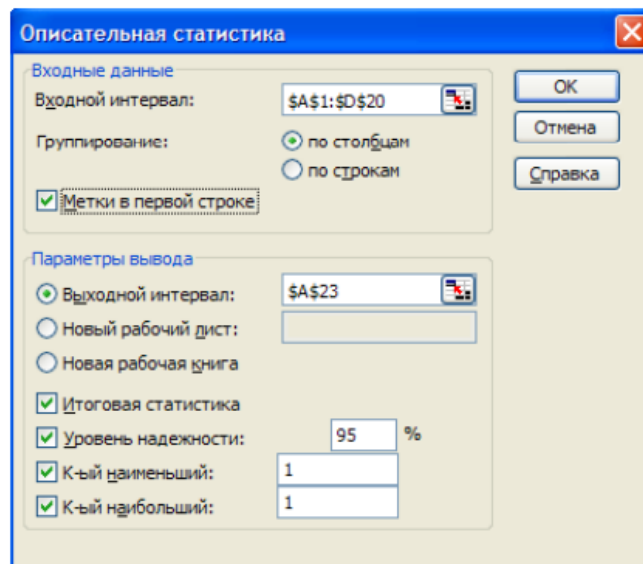 Описательная статистика
Входные данные
Входной интервал: $A$1:$D$20
Группирование: по столбцам
по строкам
Метки в первой строке
OK
Отмена
Справка
Параметры вывода
Выходной интервал: $A$23
Новый рабочий лист:
Новая рабочая книга
Итоговая статистика
Уровень надежности: 95 %
К-ый наименьший: 1
К-ый наибольший: 1